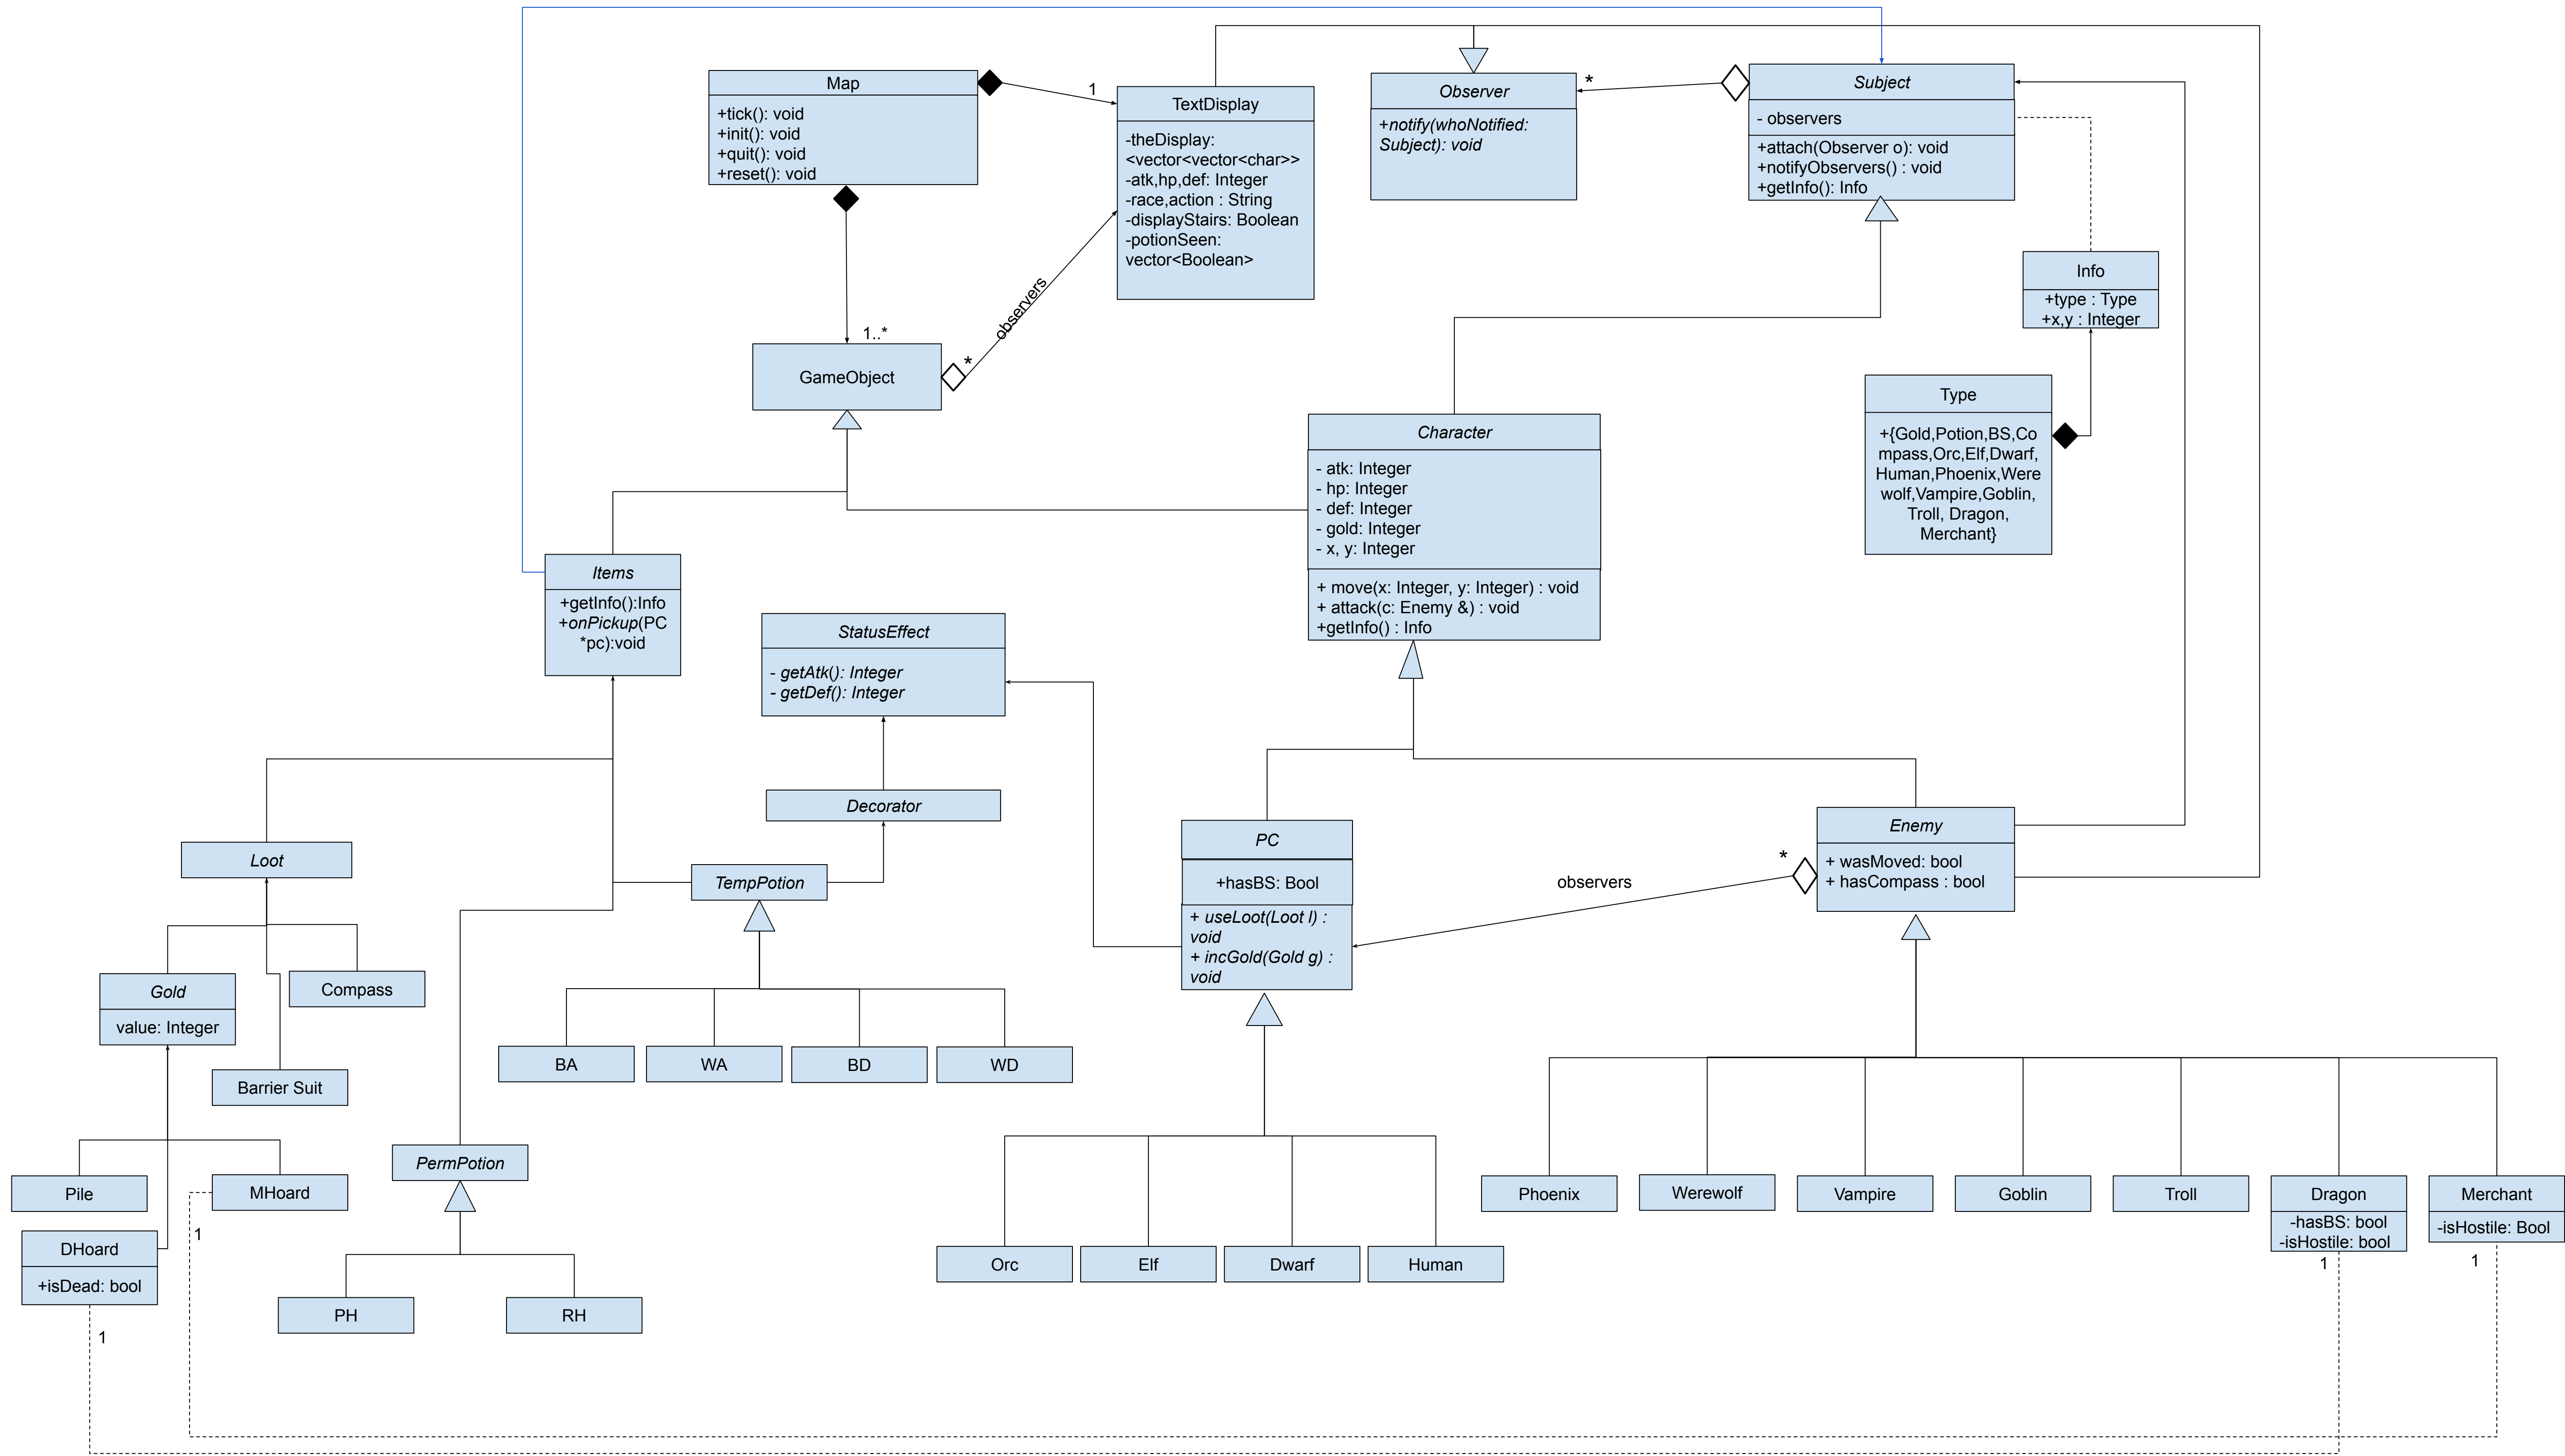 Map
+tick(): void
+init(): void
+quit(): void
+reset(): void
1
1..*
TextDisplay
-theDisplay:
<vector<vector<char>>
-atk,hp,def: Integer
-race,action : String
-displayStairs: Boolean
-potionSeen:
vector<Boolean>
Observer
+notify(whoNotified:
Subject): void
*
Subject
- observers
+attach(Observer o): void
+notifyObservers() : void
+getInfo(): Info
Info
+type : Type
+x,y : Integer
Type
+{Gold,Potion,BS,Co
mpass,Orc,Elf,Dwarf,
Human,Phoenix,Were
wolf,Vampire,Goblin,
Troll, Dragon,
Merchant}
GameObject
*
observers
Character
- atk: Integer
- hp: Integer
- def: Integer
- gold: Integer
- x, y: Integer
+ move(x: Integer, y: Integer) : void
+ attack(c: Enemy &) : void
+getInfo() : Info
Items
+getInfo():Info
+onPickup(PC
*pc):void
StatusEffect
- getAtk(): Integer
- getDef(): Integer
Decorator
Loot
TempPotion
PC
+hasBS: Bool
+ useLoot(Loot l) :
void
+ incGold(Gold g) :
void
observers
*
Enemy
+ wasMoved: bool
+ hasCompass : bool
Gold
value: Integer
Compass
Barrier Suit
BA
WA
BD
WD
PermPotion
Pile
MHoard
1
DHoard
+isDead: bool
1
PH
RH
Orc
Elf
Dwarf
Human
Phoenix
Werewolf
Vampire
Goblin
Troll
Dragon
-hasBS: bool
-isHostile: bool
1
Merchant
-isHostile: Bool
1